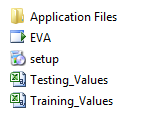 Application Files
EVA
setup
Testing_Values
Training_Values